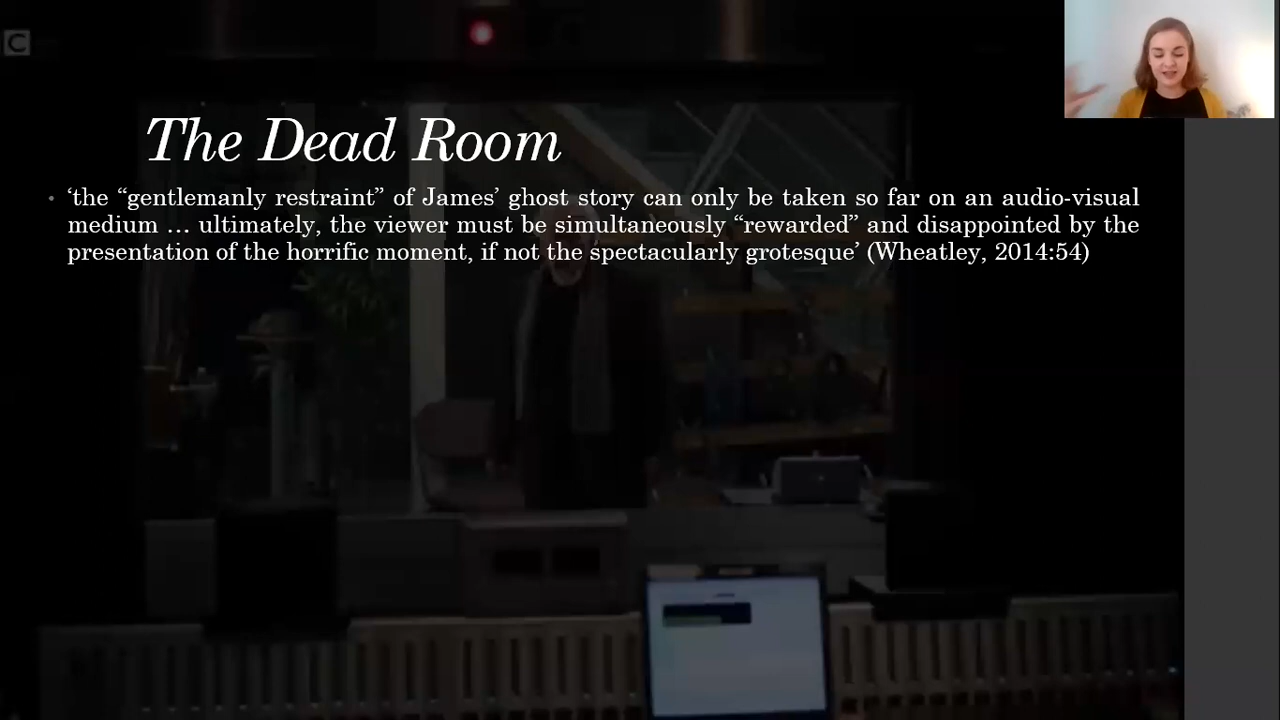 C
The Dead Room
• ‘the “gentlemanly restraint” of James’ ghost story can only be taken so far on an audio-visual
medium … ultimately, the viewer must be simultaneously “rewarded” and disappointed by the
presentation of the horrific moment, if not the spectacularly grotesque’ (Wheatley, 2014:54)